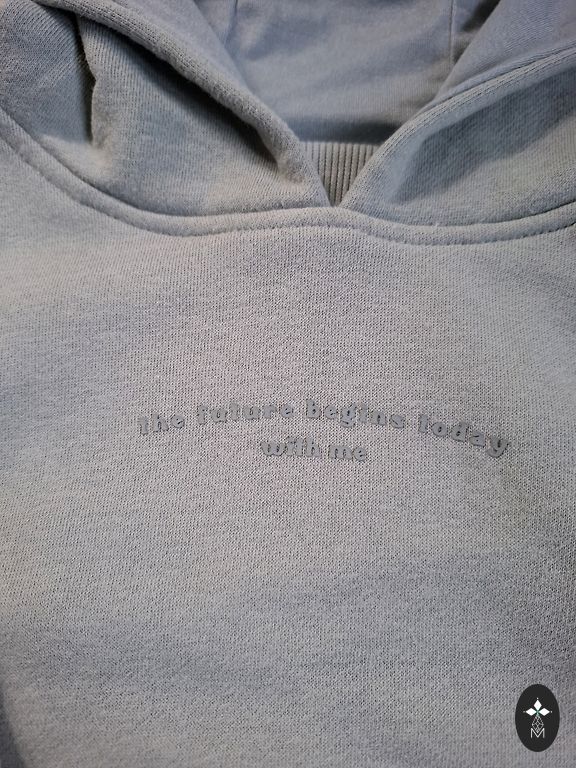 the future begins today
with me